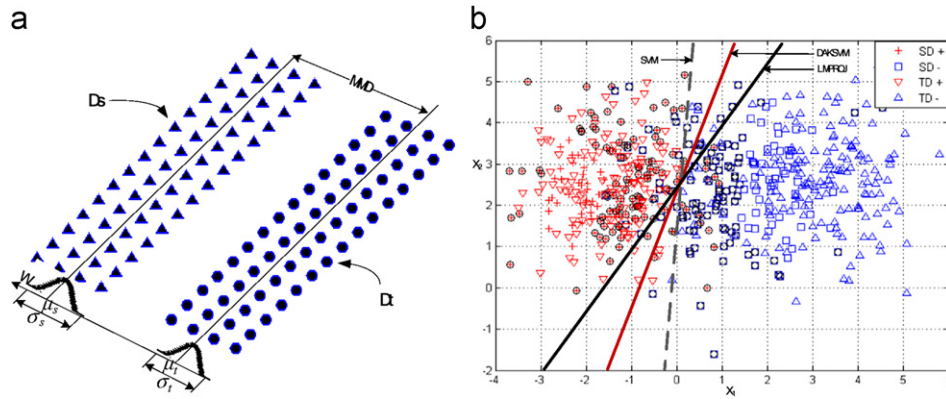 a
Ds
MMD
Dt
W
μs
σs
μt
σt
b
SVM
DAKSVM
LMPROJ
SD +
SD -
TD +
TD -
6
5
4
3
2
1
0
-1
-2
X₂
-4
-3
-2
-1
0
1
2
3
4
5
X₁